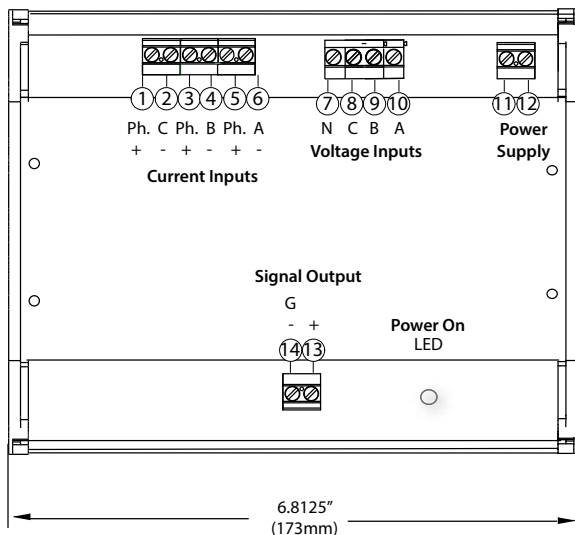 1 2 3 4 5 6 7 8 9 10 11 12
Ph. C Ph. B Ph. A N C B A Power
+ - + - + - Voltage Inputs Supply
Current Inputs
Signal Output
G
- + Power On
14 13 LED
6.8125”
(173mm)